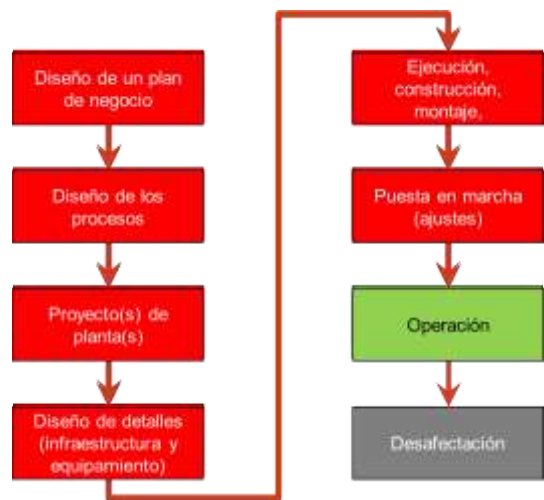 Diseño de un plan
de negocio
Diseño de los
procesos
Proyecto(s) de
planta(s)
Diseño de detalles
(infraestructura y
equipamiento)
Ejecución,
construcción,
montaje,
Puesta en marcha
(ajustes)
Operación
Desafectación